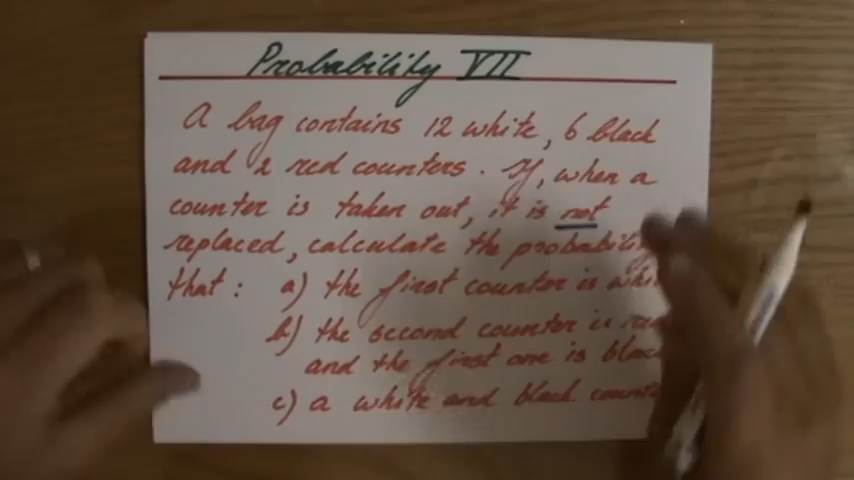 Probability VII
A bag contains 12 white, 6 black
and 2 red counters. If, when a
counter is taken out, it is not
replaced, calculate the
that: a) the first counter is
b) the second counter is
and the first one is
c) a white and black